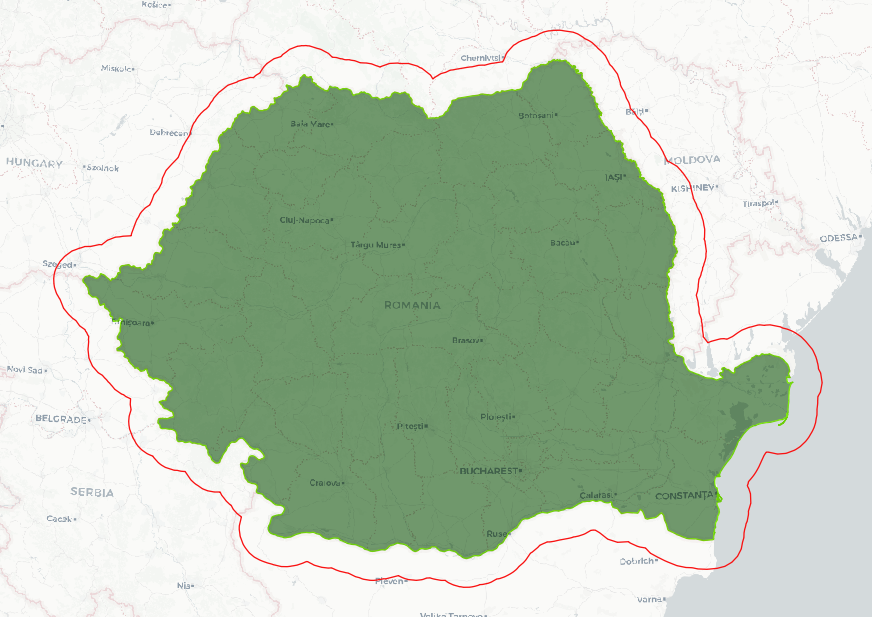 Košice
Chernivtsi
Miskolc
Bălți
Botoșani
Baia Mare
Debrecen
HUNGARY
Szolnok
MOLDOVA
IAȘI
KISHINEV
Tiraspol
Cluj-Napoca
ODESSA
Târgu Mureș
Bacău
Szeged
ROMANIA
Timișoara
Brașov
Novi Sad
BELGRADE
Ploiești
Pitești
BUCHAREST
Craiova
SERBIA
Călărași
CONSTANȚA
Čačak
Ruse
Dobrich
Pleven
Nis
Varna
Veliko Tarnovo